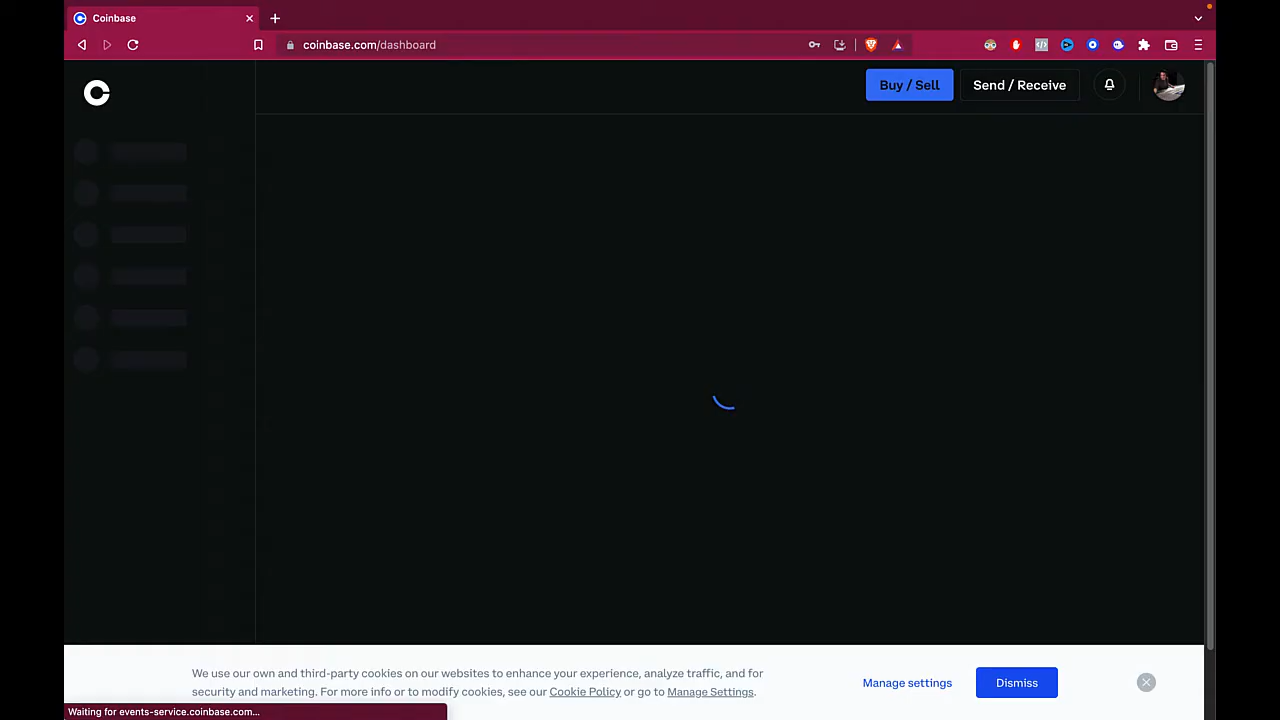 Coinbase
coinbase.com/dashboard
Buy / Sell
Send / Receive
We use our own and third-party cookies on our websites to enhance your experience, analyze traffic, and for
security and marketing. For more info or to modify cookies, see our Cookie Policy or go to Manage Settings.
Manage settings
Dismiss
Waiting for events-service.coinbase.com...